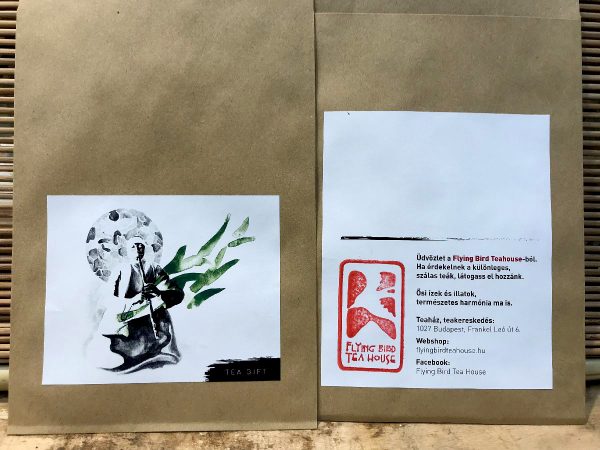 TEA GIFT
FLYING BIRD
TEA HOUSE
Üdvözlet a Flying Bird Teahouse-ból.
Ha érdekelnek a különleges,
szálas teák, látogass el hozzánk.
Ősi ízek és illatok,
természetes harmónia ma is.
Teaház, teakereskedés:
1027 Budapest, Frankel Leó út 6.
Webshop:
flyingbirdteahouse.hu
Facebook:
Flying Bird Tea House